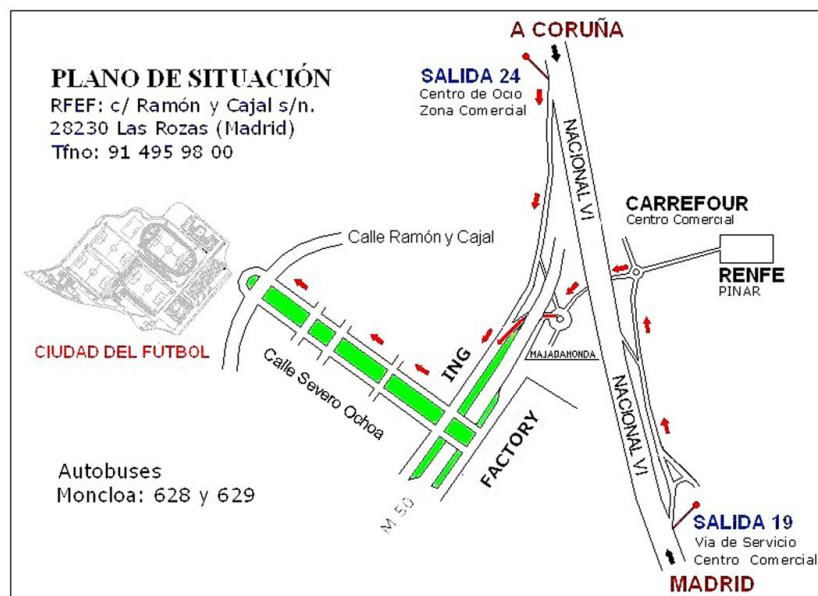 A CORUÑA
PLANO DE SITUACIÓN
RFEF: c/ Ramón y Cajal s/n.
28230 Las Rozas (Madrid)
Tfno: 91 495 98 00
SALIDA 24
Centro de Ocio
Zona Comercial
NACIONAL VI
CARREFOUR
Centro Comercial
RENFE
PINAR
Calle Ramón y Cajal
CIUDAD DEL FÚTBOL
MAJADAHONDA
ING
Calle Severo Ochoa
FACTORY
NACIONAL VI
Autobuses
Moncloa: 628 y 629
M 50
SALIDA 19
Via de Servicio
Centro Comercial
MADRID